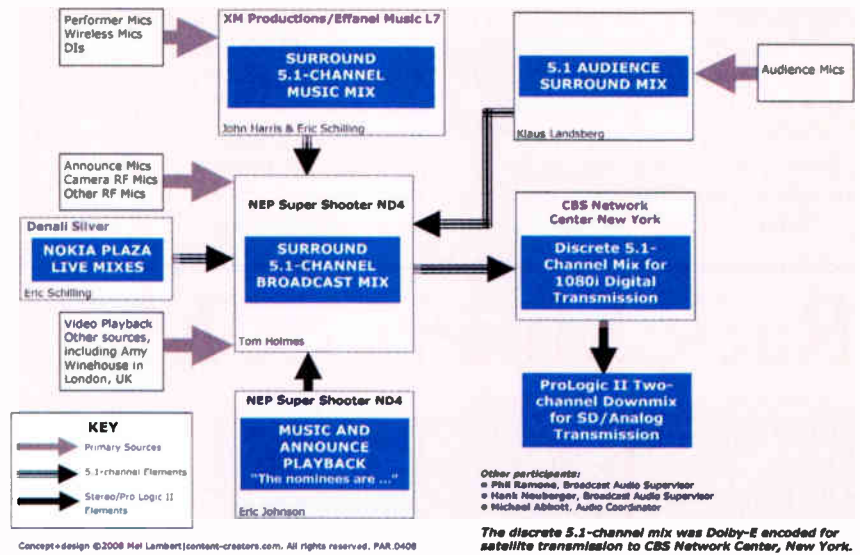 Performer Mics
Wireless Mics
DIs
XM Productions/Effanel Music L7
SURROUND
5.1-CHANNEL
MUSIC MIX
John Harris & Eric Schilling
5.1 AUDIENCE
SURROUND MIX
Klaus Landsberg
Audience Mics
Announce Mics
Camera RF Mics
Other RF Mics
Denali Silver
NOKIA PLAZA
LIVE MIXES
Eric Schilling
NEP Super Shooter ND4
SURROUND
5.1-CHANNEL
BROADCAST MIX
Tom Holmes
CBS Network
Center New York
Discrete 5.1-
Channel Mix for
1080i Digital
Transmission
Video Playback
Other sources,
including Amy
Winehouse in
London, UK
ProLogic II Two-
channel Downmix
for SD/Analog
Transmission
NEP Super Shooter ND4
MUSIC AND
ANNOUNCE
PLAYBACK
"The nominees are ..."
Eric Johnson
KEY
Primary Sources
5.1-channel Elements
Stereo/Pro Logic II
Elements
Other participants:
Phil Ramone, Broadcast Audio Supervisor
Hank Neuberger, Broadcast Audio Supervisor
Michael Abbott, Audio Coordinator
Concept+design ©2008 Mel Lambert|content-creators.com. All rights reserved. PAR.0408
The discrete 5.1-channel mix was Dolby-E encoded for
satellite transmission to CBS Network Center, New York.